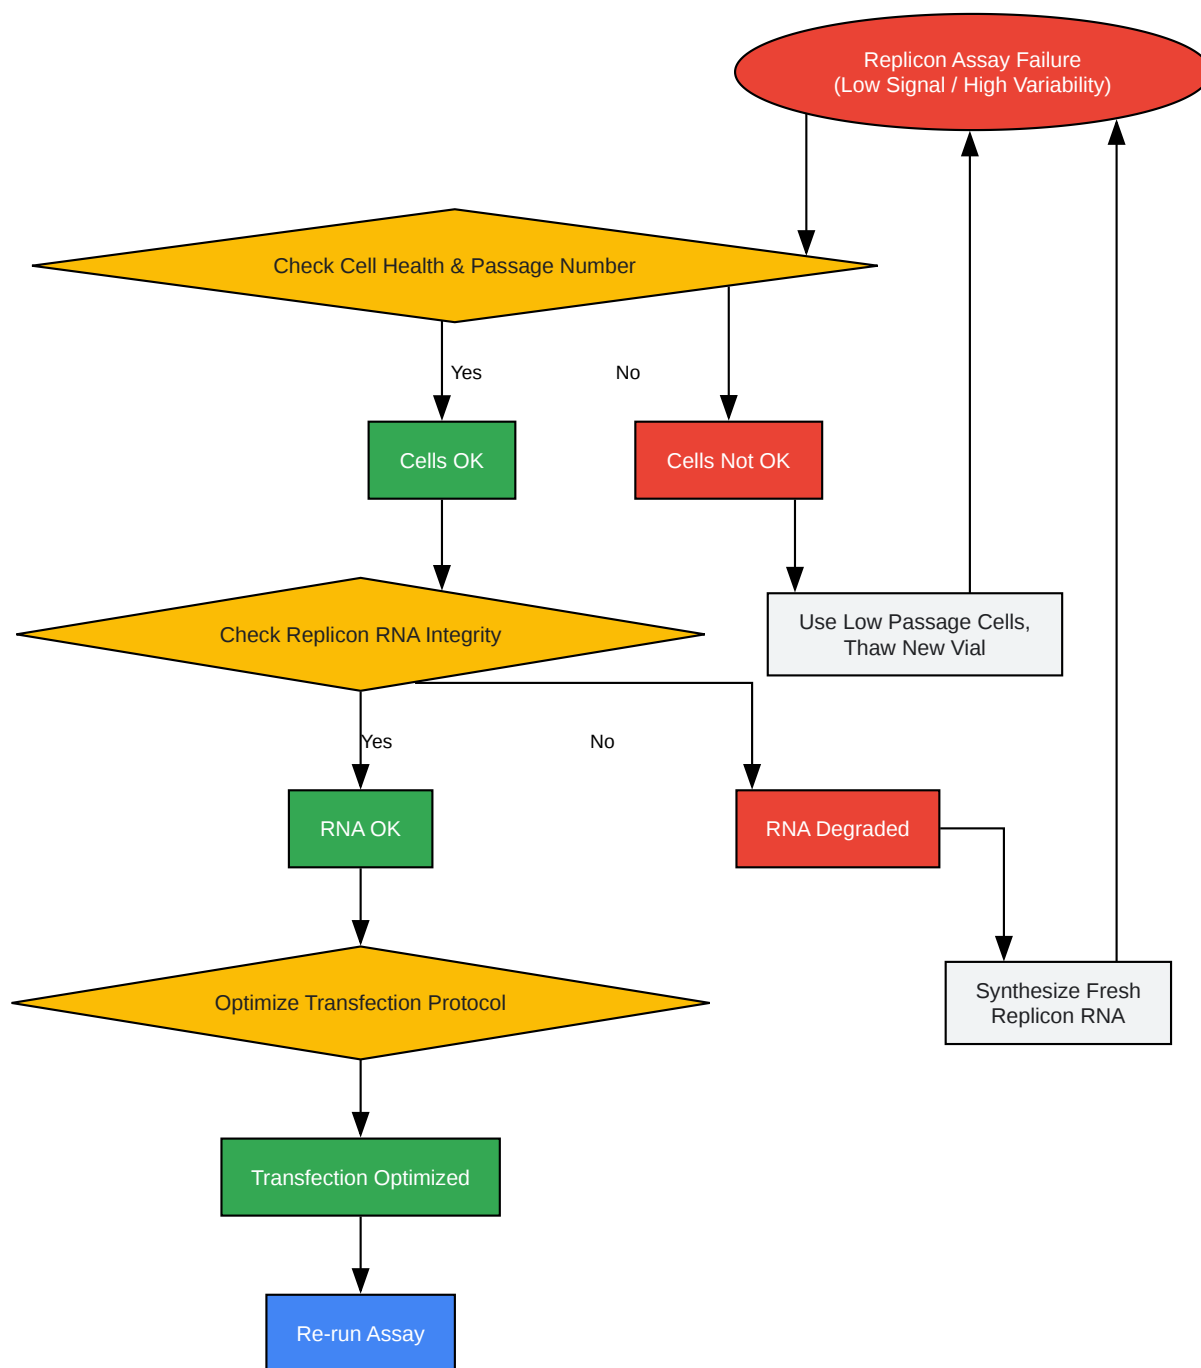 Replicon Assay Failure
(Low Signal / High Variability)
Check Cell Health & Passage Number
Yes
No
Cells OK
Cells Not OK
Check Replicon RNA Integrity
Use Low Passage Cells,
Thaw New Vial
Yes
No
RNA OK
RNA Degraded
Optimize Transfection Protocol
Synthesize Fresh
Replicon RNA
Transfection Optimized
Re-run Assay